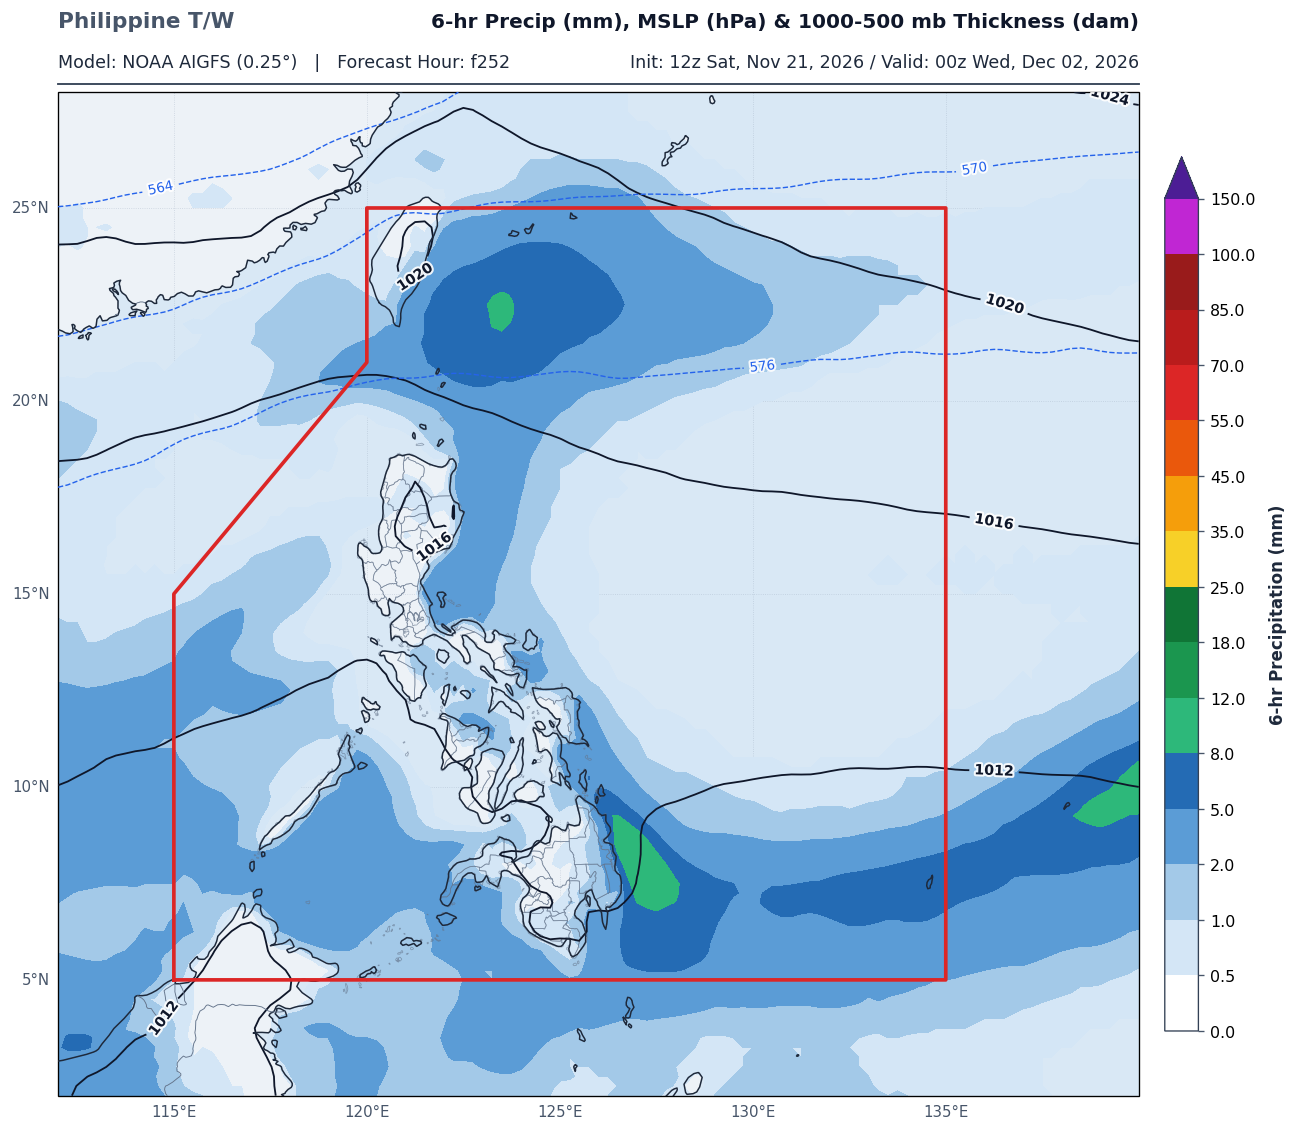 Philippine T/W
6-hr Precip (mm), MSLP (hPa) & 1000-500 mb Thickness (dam)
Model: NOAA AIGFS (0.25°) | Forecast Hour: f252
Init: 12z Sat, Nov 21, 2026 / Valid: 00z Wed, Dec 02, 2026
1024
570
564
25°N
1020
1020
576
20°N
1016
1016
15°N
1012
10°N
5°N
1012
115°E
120°E
125°E
130°E
135°E
150.0
100.0
85.0
70.0
55.0
45.0
35.0
25.0
18.0
12.0
8.0
5.0
2.0
1.0
0.5
0.0
6-hr Precipitation (mm)